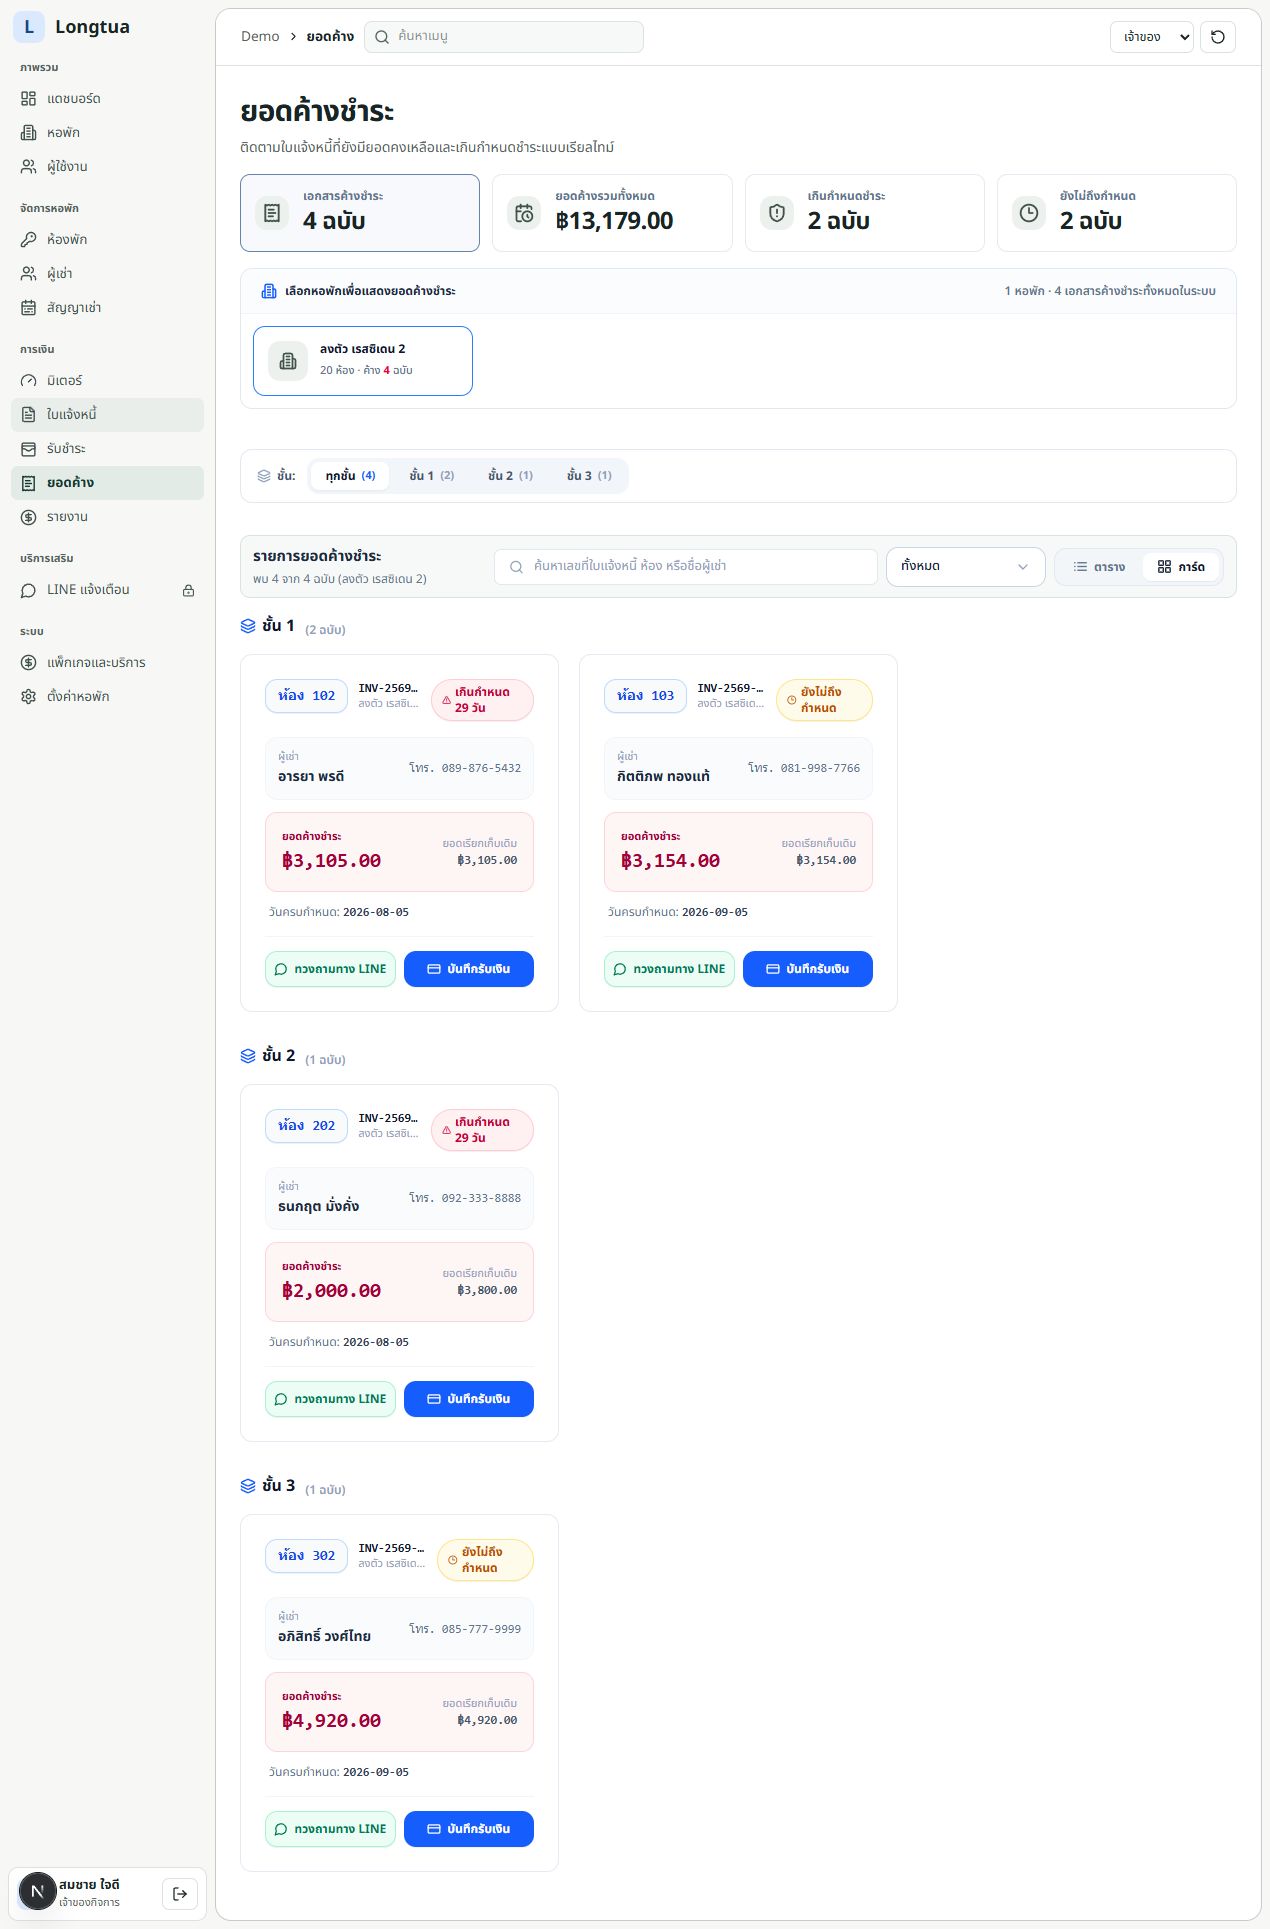 L Longtua
ภาพรวม
แดชบอร์ด
หอพัก
ผู้ใช้งาน
จัดการหอพัก
ห้องพัก
ผู้เช่า
สัญญาเช่า
การเงิน
มิเตอร์
ใบแจ้งหนี้
รับชำระ
ยอดค้าง
รายงาน
บริการเสริม
LINE แจ้งเตือน
ระบบ
แพ็กเกจและบริการ
ตั้งค่าหอพัก
N สมชาย ใจดี
เจ้าของกิจการ
Demo > ยอดค้าง ค้นหาเมนู เจ้าของ
ยอดค้างชำระ
ติดตามใบแจ้งหนี้ที่ยังมียอดคงเหลือและเกินกำหนดชำระแบบเรียลไทม์
เอกสารค้างชำระ
4 ฉบับ
ยอดค้างรวมทั้งหมด
฿13,179.00
เกินกำหนดชำระ
2 ฉบับ
ยังไม่ถึงกำหนด
2 ฉบับ
เลือกหอพักเพื่อแสดงยอดค้างชำระ 1 หอพัก · 4 เอกสารค้างชำระทั้งหมดในระบบ
ลงตัว เรสซิเดน 2
20 ห้อง · ค้าง 4 ฉบับ
ชั้น: ทุกชั้น (4) ชั้น 1 (2) ชั้น 2 (1) ชั้น 3 (1)
รายการยอดค้างชำระ
พบ 4 จาก 4 ฉบับ (ลงตัว เรสซิเดน 2)
ค้นหาเลขที่ใบแจ้งหนี้ ห้อง หรือชื่อผู้เช่า ทั้งหมด ตาราง การ์ด
ชั้น 1 (2 ฉบับ)
ห้อง 102
INV-2569…
ลงตัว เรสซิเ…
เกินกำหนด
29 วัน
ผู้เช่า
อารยา พรดี
โทร. 089-876-5432
ยอดค้างชำระ
฿3,105.00
ยอดเรียกเก็บเดิม
฿3,105.00
วันครบกำหนด: 2026-08-05
ทวงถามทาง LINE บันทึกรับเงิน
ห้อง 103
INV-2569-…
ลงตัว เรสซิเด…
ยังไม่ถึง
กำหนด
ผู้เช่า
กิตติภพ ทองแท้
โทร. 081-998-7766
ยอดค้างชำระ
฿3,154.00
ยอดเรียกเก็บเดิม
฿3,154.00
วันครบกำหนด: 2026-09-05
ทวงถามทาง LINE บันทึกรับเงิน
ชั้น 2 (1 ฉบับ)
ห้อง 202
INV-2569…
ลงตัว เรสซิเ…
เกินกำหนด
29 วัน
ผู้เช่า
ธนกฤต มั่งคั่ง
โทร. 092-333-8888
ยอดค้างชำระ
฿2,000.00
ยอดเรียกเก็บเดิม
฿3,800.00
วันครบกำหนด: 2026-08-05
ทวงถามทาง LINE บันทึกรับเงิน
ชั้น 3 (1 ฉบับ)
ห้อง 302
INV-2569-…
ลงตัว เรสซิเด…
ยังไม่ถึง
กำหนด
ผู้เช่า
อภิสิทธิ์ วงศ์ไทย
โทร. 085-777-9999
ยอดค้างชำระ
฿4,920.00
ยอดเรียกเก็บเดิม
฿4,920.00
วันครบกำหนด: 2026-09-05
ทวงถามทาง LINE บันทึกรับเงิน